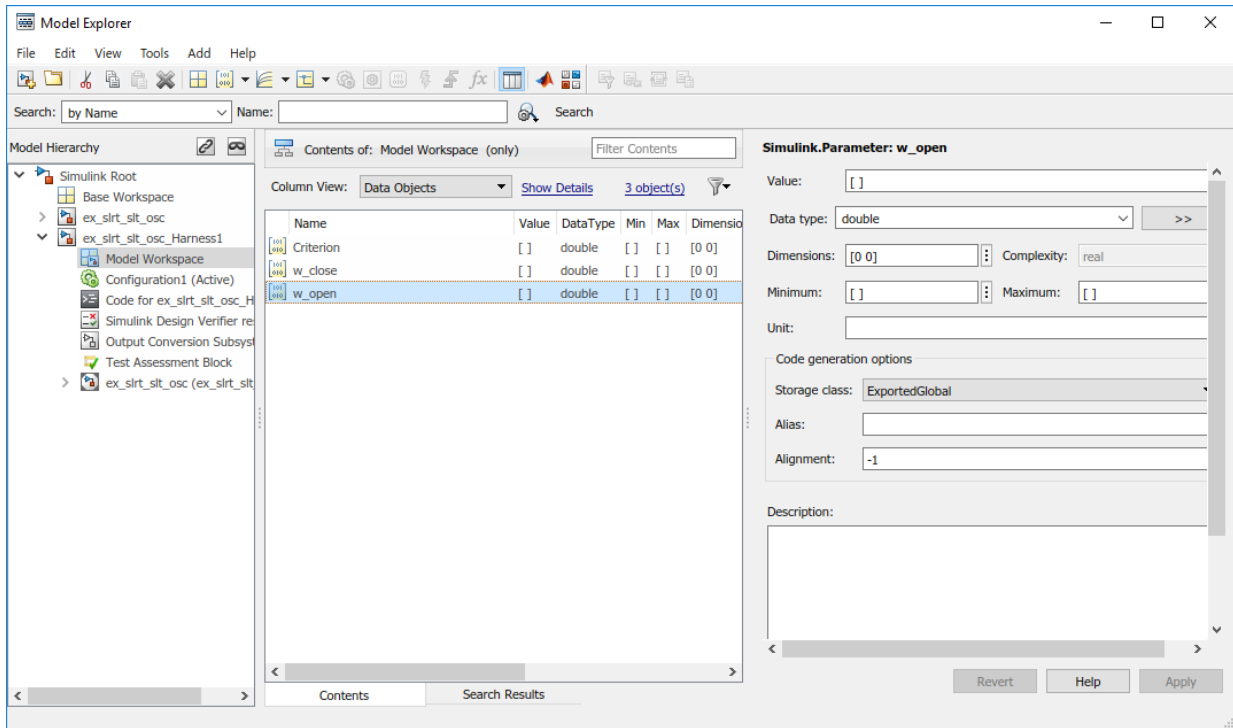 Model Explorer
File Edit View Tools Add Help
Search: by Name Name: Search
Model Hierarchy
Simulink Root
Base Workspace
ex_slrt_slt_osc
ex_slrt_slt_osc_Harness1
Model Workspace
Configuration1 (Active)
Code for ex_slrt_slt_osc_H
Simulink Design Verifier re
Output Conversion Subsyst
Test Assessment Block
ex_slrt_slt_osc (ex_slrt_slt_
Contents of: Model Workspace (only) Filter Contents
Column View: Data Objects Show Details 3 object(s)
Name Value DataType Min Max Dimensio
Criterion [ ] double [ ] [ ] [0 0]
w_close [ ] double [ ] [ ] [0 0]
w_open [ ] double [ ] [ ] [0 0]
Contents Search Results
Simulink.Parameter: w_open
Value: [ ]
Data type: double >>
Dimensions: [0 0] Complexity: real
Minimum: [ ] Maximum: [ ]
Unit:
Code generation options
Storage class: ExportedGlobal
Alias:
Alignment: -1
Description:
Revert Help Apply